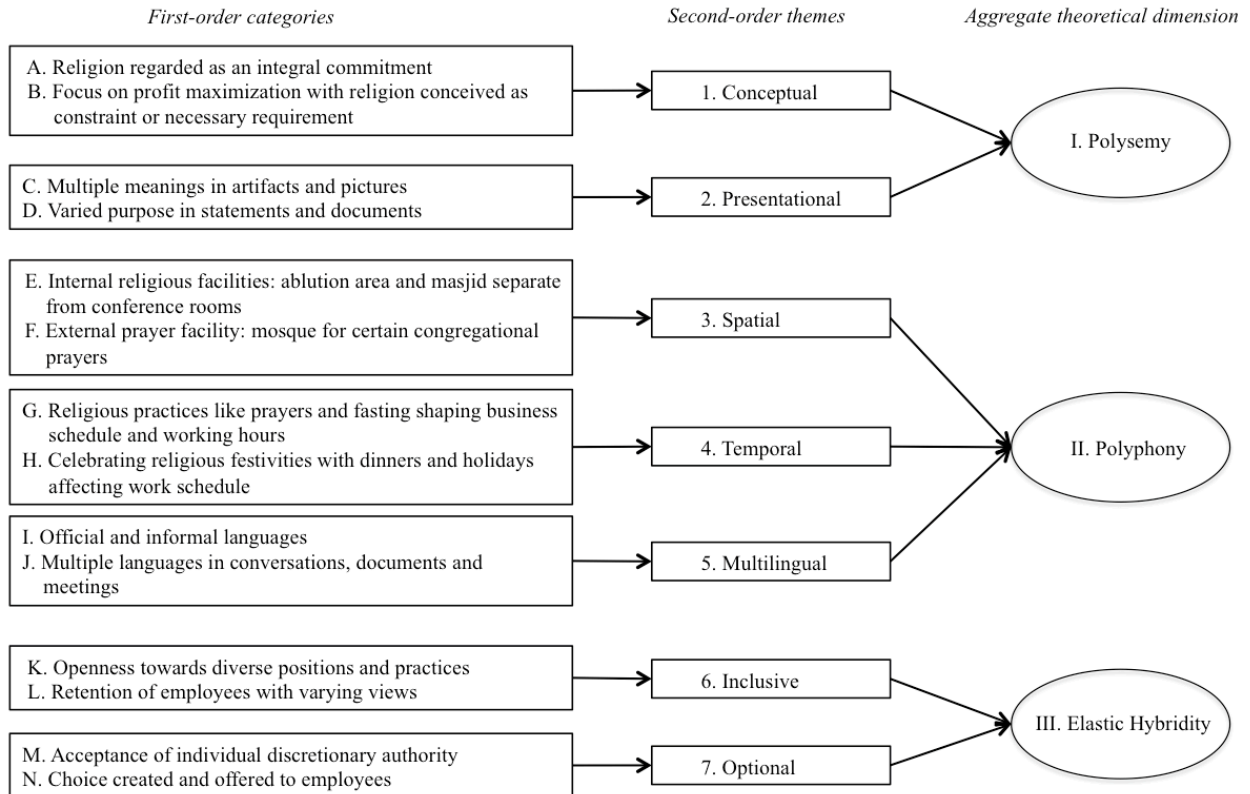 First-order categories
Second-order themes
Aggregate theoretical dimension
A. Religion regarded as an integral commitment
B. Focus on profit maximization with religion conceived as
constraint or necessary requirement
1. Conceptual
I. Polysemy
C. Multiple meanings in artifacts and pictures
D. Varied purpose in statements and documents
2. Presentational
E. Internal religious facilities: ablution area and masjid separate
from conference rooms
F. External prayer facility: mosque for certain congregational
prayers
3. Spatial
G. Religious practices like prayers and fasting shaping business
schedule and working hours
H. Celebrating religious festivities with dinners and holidays
affecting work schedule
4. Temporal
II. Polyphony
I. Official and informal languages
J. Multiple languages in conversations, documents and
meetings
5. Multilingual
K. Openness towards diverse positions and practices
L. Retention of employees with varying views
6. Inclusive
III. Elastic Hybridity
M. Acceptance of individual discretionary authority
N. Choice created and offered to employees
7. Optional